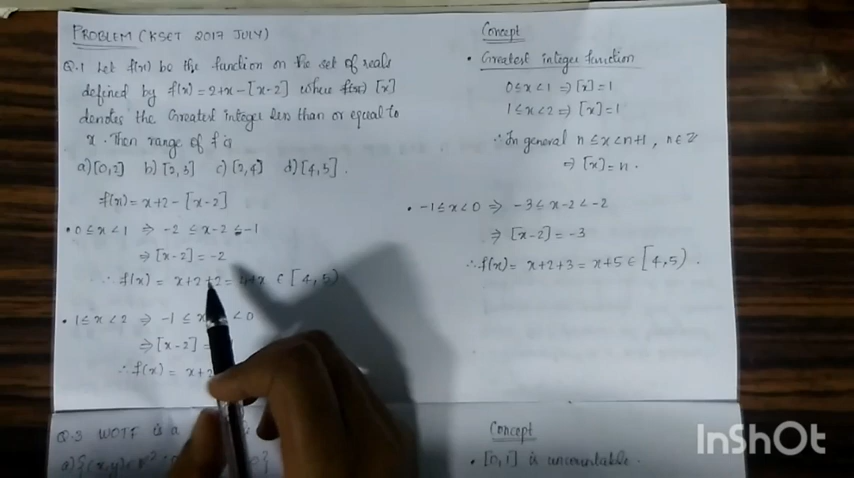 PROBLEM (KSET 2017 JULY)
Q.1 Let f(x) be the function on the set of reals
defined by f(x) = 2+x-[x-2] where f(x) [x]
denotes the Greatest integer less than or equal to
x. Then range of f is
a) [0,2] b) [2,3] c) [2,4] d) [4,5].
f(x) = x+2-[x-2]
• 0≤x<1 ⇒ -2 ≤ x-2 ≤ -1
⇒ [x-2] = -2
∴ f(x) = x+2+2 = 4+x ∈ [4,5)
• 1≤x<2 ⇒ -1 ≤ x <0
⇒ [x-2] =
∴ f(x) = x+2
Concept
• Greatest integer function
0≤x<1 ⇒ [x]=1
1≤x<2 ⇒ [x]=1
∴ In general n≤x<n+1, n∈ℤ
⇒ [x]=n.
• -1≤x<0 ⇒ -3≤x-2<-2
⇒ [x-2] = -3
∴ f(x) = x+2+3 = x+5 ∈ [4,5).
Q.3 WOTF is a
a) {(x,y)
Concept
• [0,1] is uncountable.
InShOt